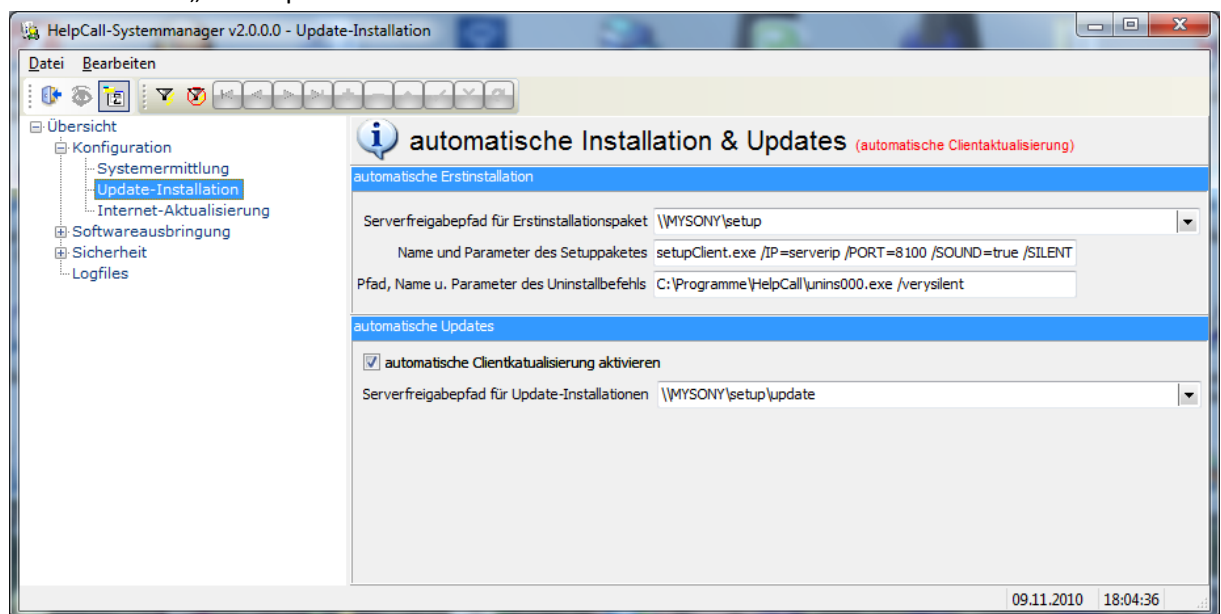 HelpCall-Systemmanager v2.0.0.0 - Update-Installation
Datei Bearbeiten
Übersicht
Konfiguration
Systemermittlung
Update-Installation
Internet-Aktualisierung
Softwareausbringung
Sicherheit
Logfiles
automatische Installation & Updates (automatische Clientaktualisierung)
automatische Erstinstallation
Serverfreigabepfad für Erstinstallationspaket \\MYSONY\setup
Name und Parameter des Setuppaketes setupClient.exe /IP=serverip /PORT=8100 /SOUND=true /SILENT
Pfad, Name u. Parameter des Uninstallbefehls C:\Programme\HelpCall\unins000.exe /verysilent
automatische Updates
automatische Clientkatualisierung aktivieren
Serverfreigabepfad für Update-Installationen \\MYSONY\setup\update
09.11.2010 18:04:36